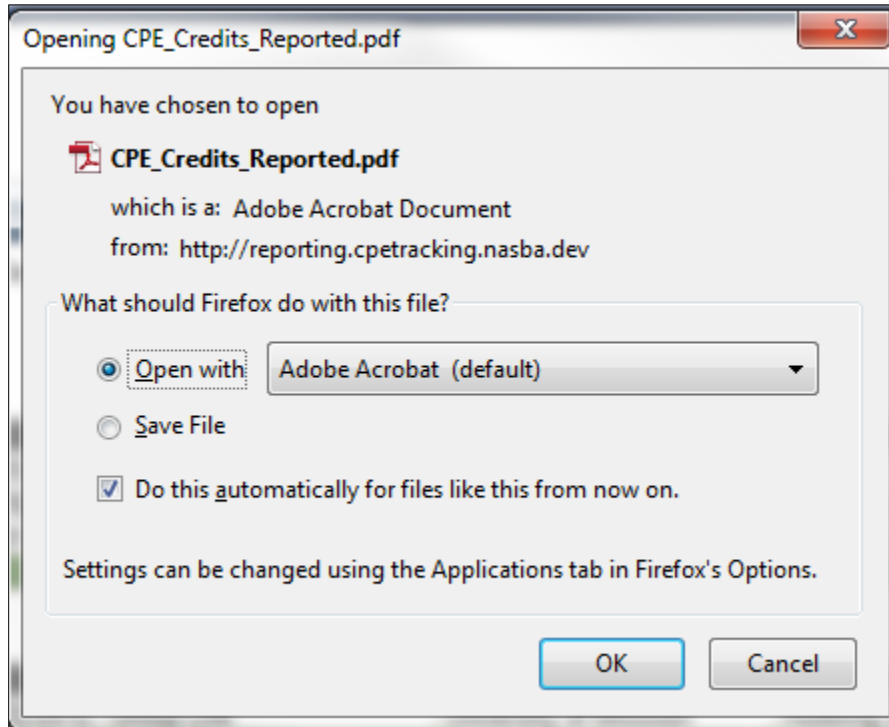 Opening CPE_Credits_Reported.pdf
You have chosen to open
CPE_Credits_Reported.pdf
which is a: Adobe Acrobat Document
from: http://reporting.cpetracking.nasba.dev
What should Firefox do with this file?
Open with Adobe Acrobat (default)
Save File
Do this automatically for files like this from now on.
Settings can be changed using the Applications tab in Firefox's Options.
OK Cancel